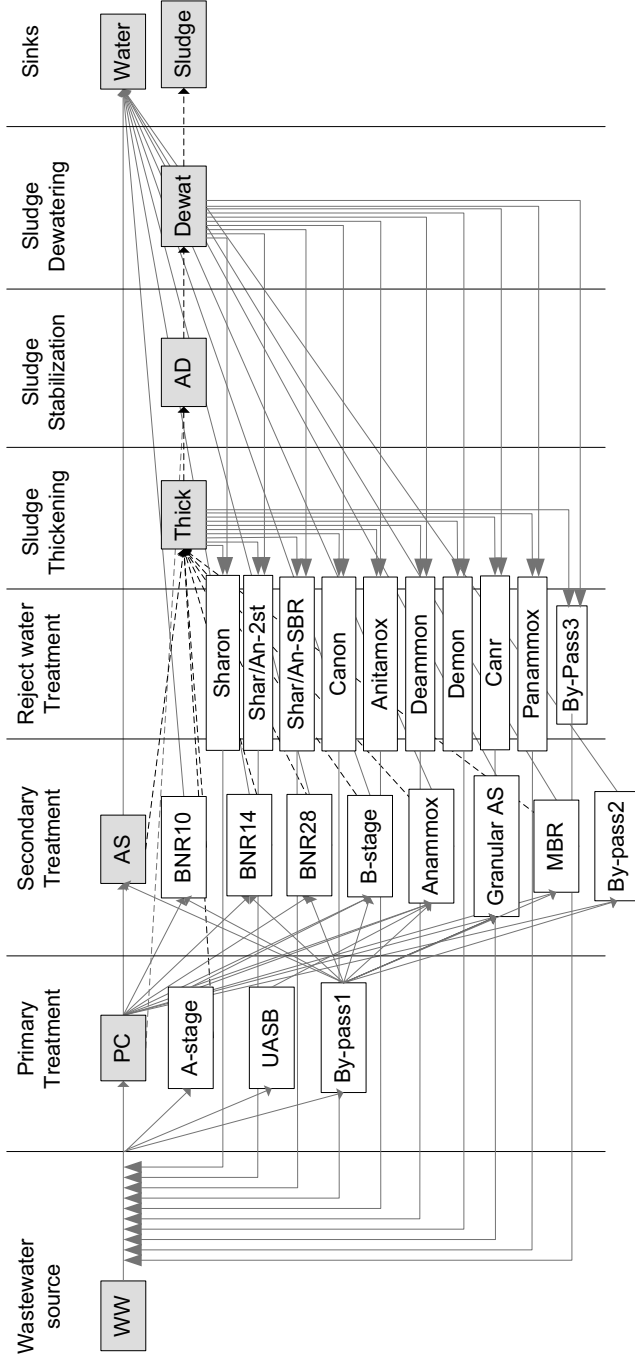 Wastewater
source
Primary
Treatment
Secondary
Treatment
Reject water
Treatment
Sludge
Thickening
Sludge
Stabilization
Sludge
Dewatering
Sinks
WW
PC
A-stage
UASB
By-pass1
AS
BNR10
BNR14
BNR28
B-stage
Anammox
Granular AS
MBR
By-pass2
Sharon
Shar/An-2st
Shar/An-SBR
Canon
Anitamox
Deammon
Demon
Canr
Panammox
By-Pass3
Thick
AD
Dewat
Water
Sludge